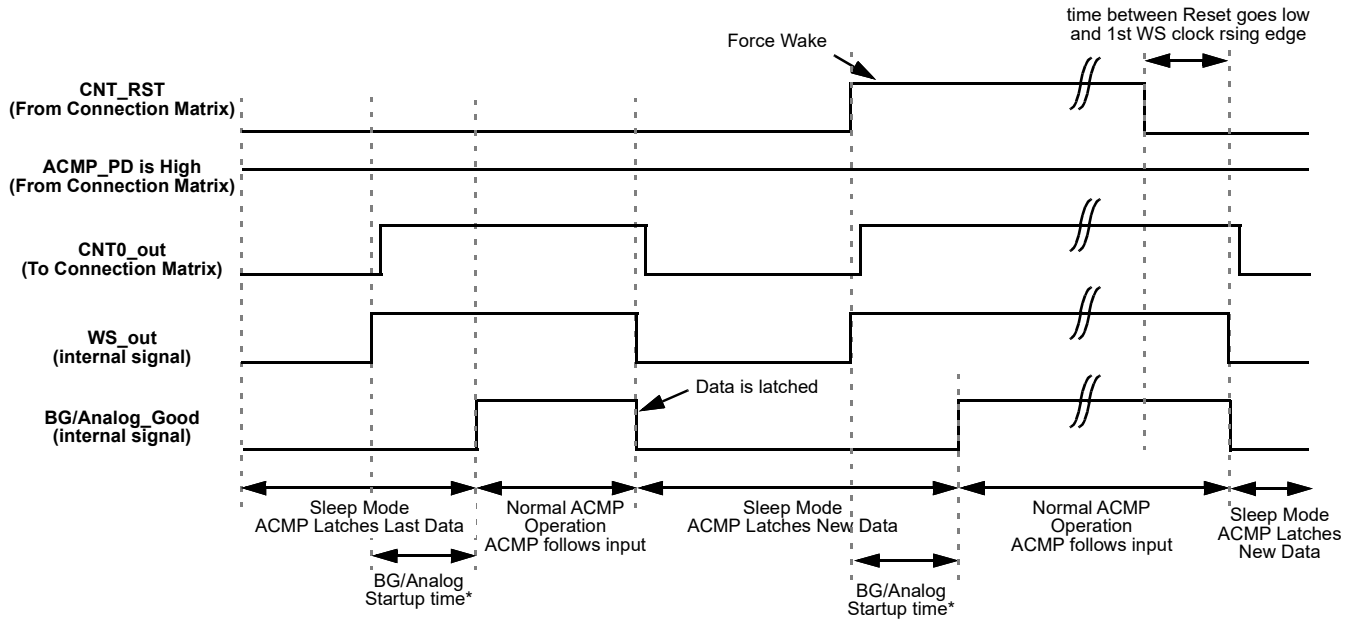 time between Reset goes low
and 1st WS clock rsing edge
Force Wake
CNT_RST
(From Connection Matrix)
ACMP_PD is High
(From Connection Matrix)
CNT0_out
(To Connection Matrix)
WS_out
(internal signal)
Data is latched
BG/Analog_Good
(internal signal)
Sleep Mode
ACMP Latches Last Data
Normal ACMP
Operation
ACMP follows input
Sleep Mode
ACMP Latches New Data
Normal ACMP
Operation
ACMP follows input
Sleep Mode
ACMP Latches
New Data
BG/Analog
Startup time*
BG/Analog
Startup time*